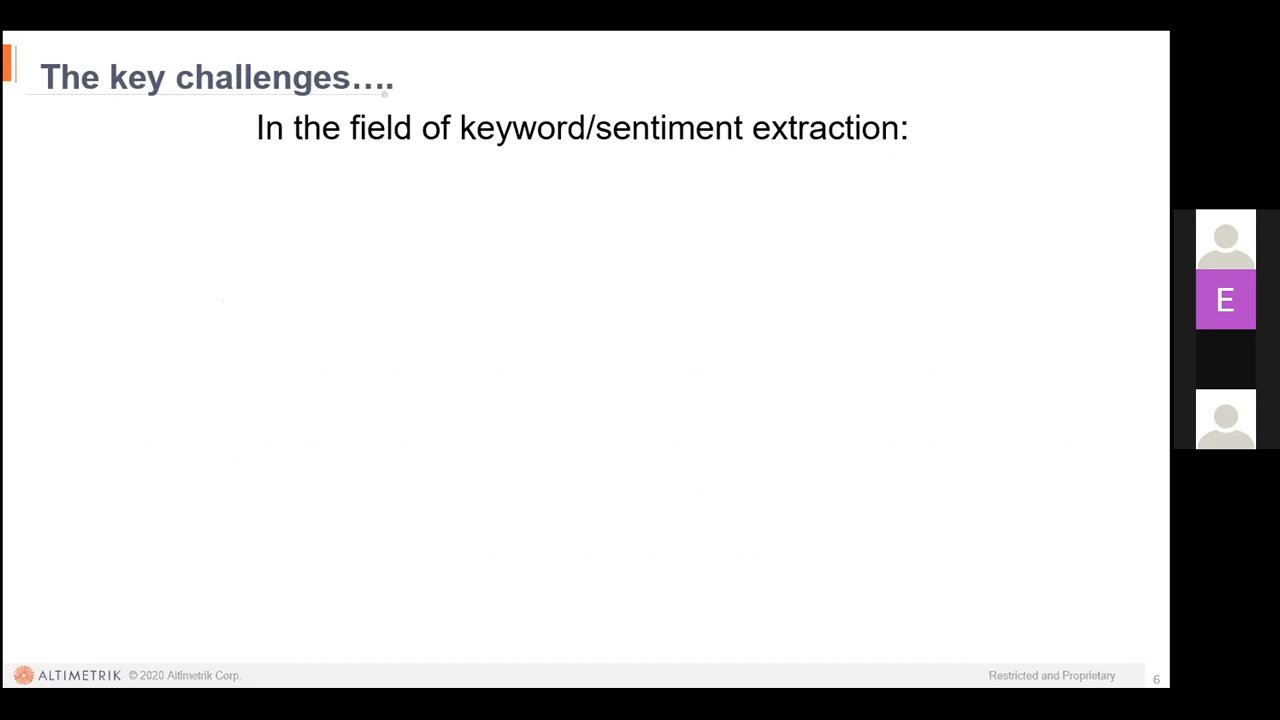 The key challenges....
In the field of keyword/sentiment extraction:
E
ALTIMETRIK © 2020 Altimetrik Corp.
Restricted and Proprietary
6